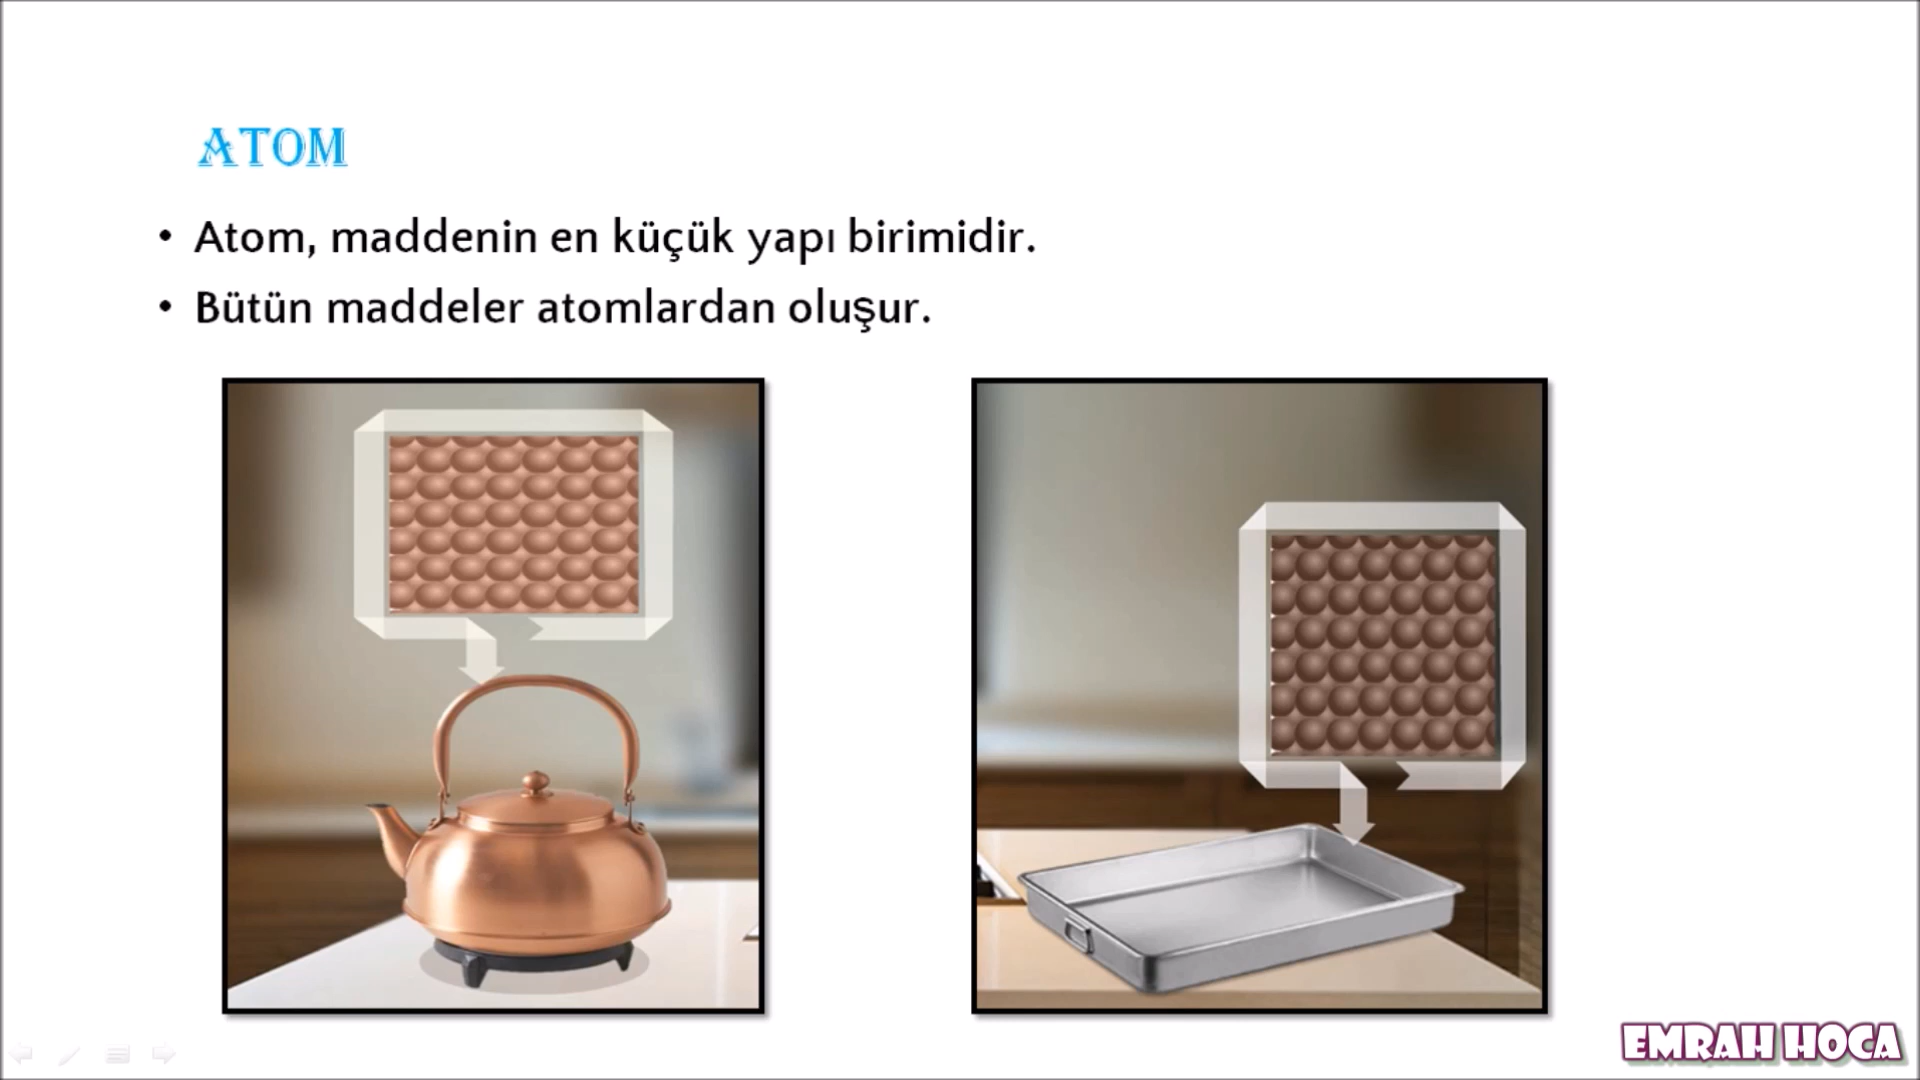 ATOM
• Atom, maddenin en küçük yapı birimidir.
• Bütün maddeler atomlardan oluşur.
EMRAH HOCA